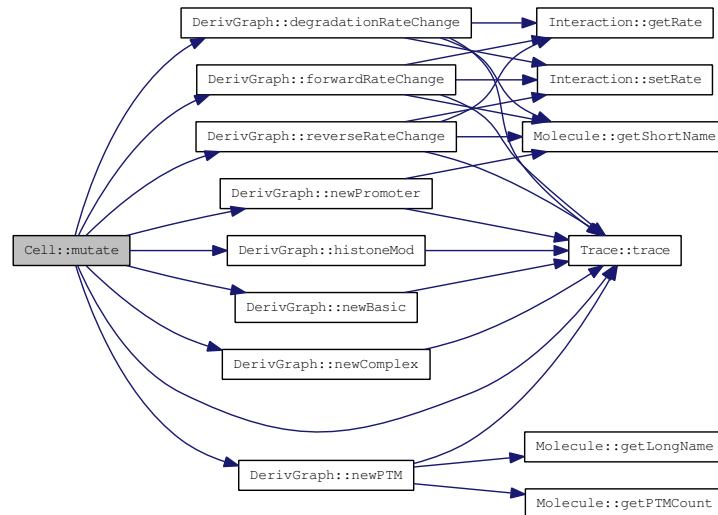 DerivGraph::degradationRateChange
Interaction::getRate
DerivGraph::forwardRateChange
Interaction::setRate
DerivGraph::reverseRateChange
Molecule::getShortName
DerivGraph::newPromoter
Cell::mutate
DerivGraph::histoneMod
Trace::trace
DerivGraph::newBasic
DerivGraph::newComplex
Molecule::getLongName
DerivGraph::newPTM
Molecule::getPTMCount